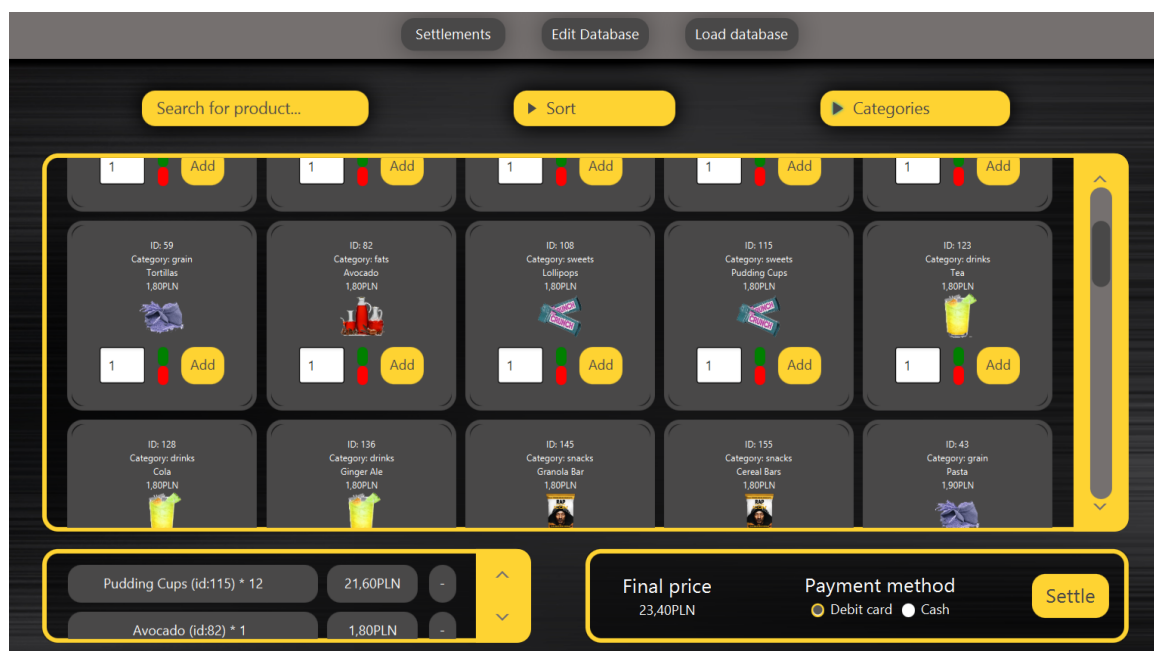 Settlements
Edit Database
Load database
Search for product...
Sort
Categories
1
Add
1
Add
1
Add
1
Add
1
Add
ID: 59
Category: grain
Tortillas
1,80PLN
1
Add
ID: 82
Category: fats
Avocado
1,80PLN
1
Add
ID: 108
Category: sweets
Lollipops
1,80PLN
CRUNCH
CRUNCH
1
Add
ID: 115
Category: sweets
Pudding Cups
1,80PLN
CRUNCH
CRUNCH
1
Add
ID: 123
Category: drinks
Tea
1,80PLN
1
Add
ID: 128
Category: drinks
Cola
1,80PLN
ID: 136
Category: drinks
Ginger Ale
1,80PLN
ID: 145
Category: snacks
Granola Bar
1,80PLN
RAP
ID: 155
Category: snacks
Cereal Bars
1,80PLN
RAP
ID: 43
Category: grain
Pasta
1,90PLN
Pudding Cups (id:115) * 12
21,60PLN
-
Avocado (id:82) * 1
1,80PLN
-
Final price
23,40PLN
Payment method
Debit card
Cash
Settle